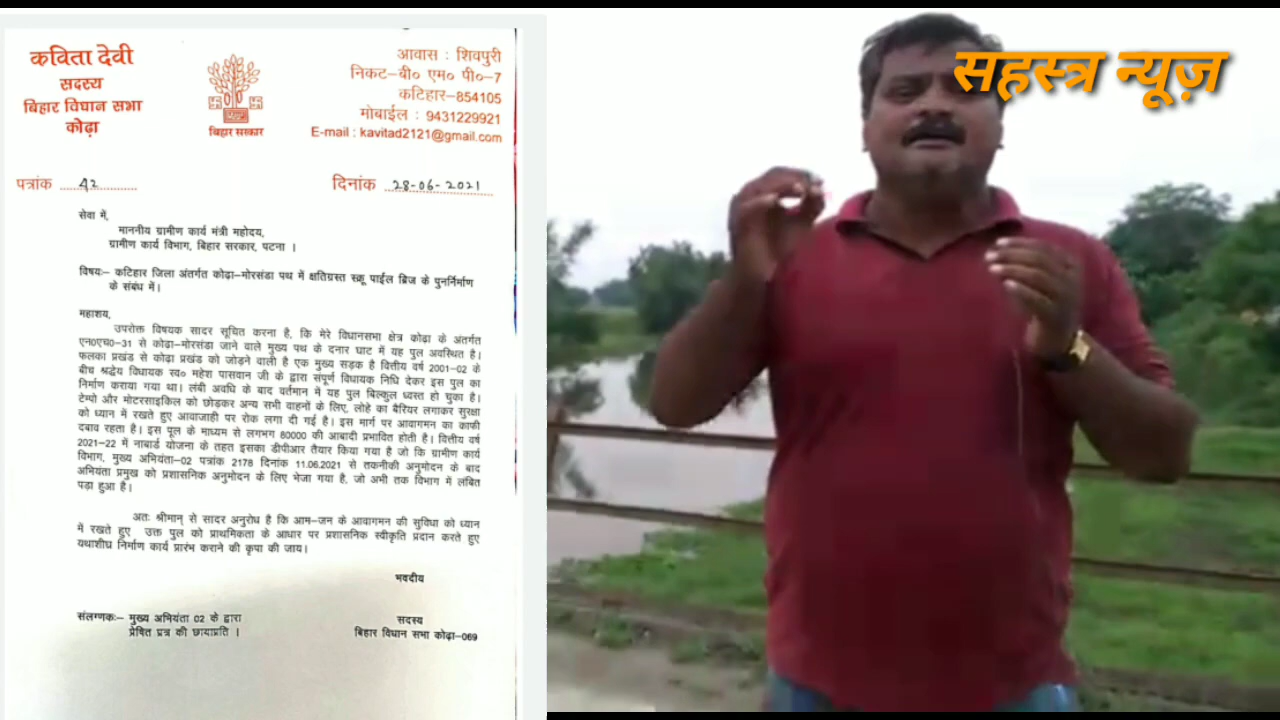 कविता देवी
सदस्य
बिहार विधान सभा
कोढ़ा
बिहार सरकार
आवास : शिवपुरी
निकट–बी० एम० पी०–7
कटिहार–854105
मोबाईल : 9431229921
E-mail : kavitad2121@gmail.com
पत्रांक ....42....
दिनांक ..28-06-2021..
सेवा में,
माननीय ग्रामीण कार्य मंत्री महोदय,
ग्रामीण कार्य विभाग, बिहार सरकार, पटना ।
विषयः– कटिहार जिला अंतर्गत कोढ़ा–मोरसंडा पथ में क्षतिग्रस्त स्क्रू पाईल ब्रिज के पुनर्निर्माण
के संबंध में।
महाशय,
उपरोक्त विषयक सादर सूचित करना है, कि मेरे विधानसभा क्षेत्र कोढ़ा के अंतर्गत
एन0एच0–31 से कोढ़ा–मोरसंडा जाने वाले मुख्य पथ के दनार घाट में यह पुल अवस्थित है।
फलका प्रखंड से कोढ़ा प्रखंड को जोड़ने वाली है एक मुख्य सड़क है वित्तीय वर्ष 2001–02 के
बीच श्रद्धेय विधायक स्व० महेश पासवान जी के द्वारा संपूर्ण विधायक निधि देकर इस पुल का
निर्माण कराया गया था। लंबी अवधि के बाद वर्तमान में यह पुल बिल्कुल ध्वस्त हो चुका है।
टेम्पो और मोटरसाइकिल को छोड़कर अन्य सभी वाहनों के लिए, लोहे का बैरियर लगाकर सुरक्षा
को ध्यान में रखते हुए आवाजाही पर रोक लगा दी गई है। इस मार्ग पर आवागमन का काफी
दबाव रहता है। इस पूल के माध्यम से लगभग 80000 की आबादी प्रभावित होती है। वित्तीय वर्ष
2021–22 में नाबार्ड योजना के तहत इसका डीपीआर तैयार किया गया है जो कि ग्रामीण कार्य
विभाग, मुख्य अभियंता–02 पत्रांक 2178 दिनांक 11.06.2021 से तकनीकी अनुमोदन के बाद
अभियंता प्रमुख को प्रशासनिक अनुमोदन के लिए भेजा गया है, जो अभी तक विभाग में लंबित
पड़ा हुआ है।
अतः श्रीमान् से सादर अनुरोध है कि आम–जन के आवागमन की सुविधा को ध्यान
में रखते हुए उक्त पुल को प्राथमिकता के आधार पर प्रशासनिक स्वीकृति प्रदान करते हुए
यथाशीघ्र निर्माण कार्य प्रारंभ कराने की कृपा की जाय।
भवदीय
संलग्णकः– मुख्य अभियंता 02 के द्वारा
प्रेषित प्रत्र की छायाप्रति ।
सदस्य
बिहार विधान सभा कोढ़ा–069
सहस्त्र न्यूज़